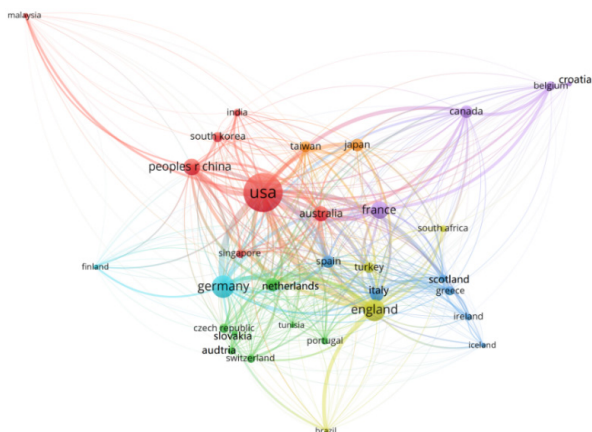 malaysia
croatia
belgium
india
canada
south korea
taiwan
japan
peoples r china
usa
australia
france
south africa
singapore
spain
turkey
finland
scotland
germany
netherlands
italy
greece
england
ireland
czech republic
tunisia
slovakia
portugal
iceland
audtria
switzerland
brazil